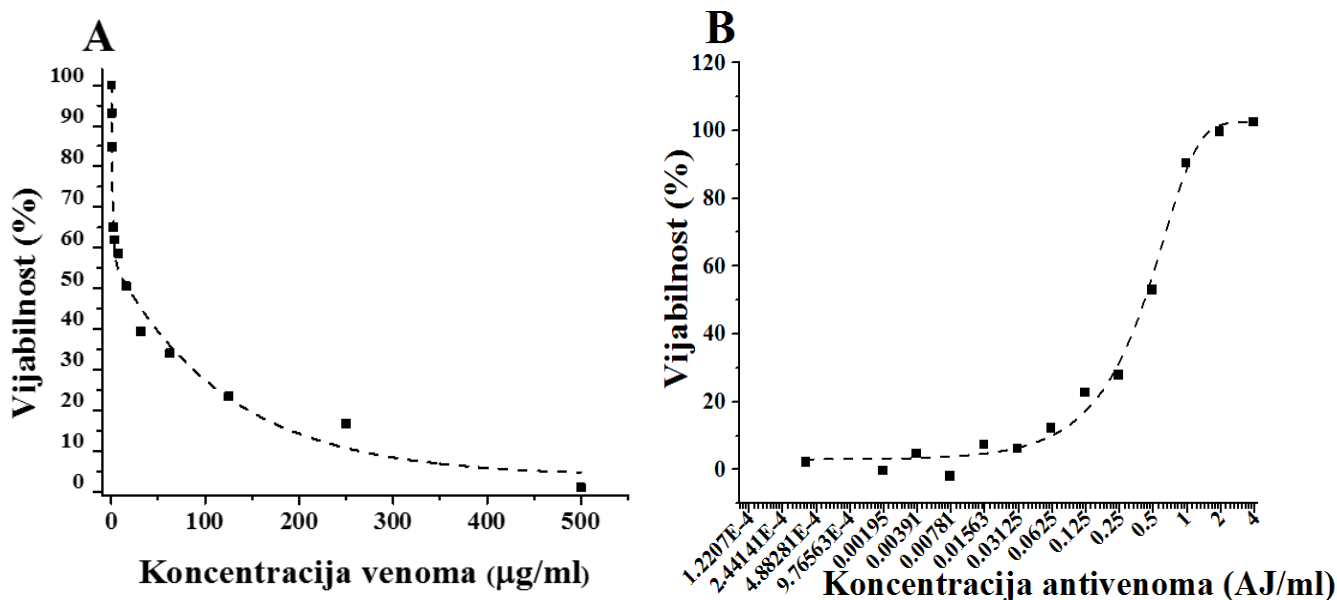 A
100
90
80
70
60
50
40
30
20
10
0
Vijabilnost (%)
0 100 200 300 400 500
Koncentracija venoma (μg/ml)
B
120
100
80
60
40
20
0
Vijabilnost (%)
1.2207E-4 2.44141E-4 4.88281E-4 9.76563E-4 0.00195 0.00391 0.00781 0.01563 0.03125 0.0625 0.125 0.25 0.5 1 2 4
Koncentracija antivenoma (AJ/ml)